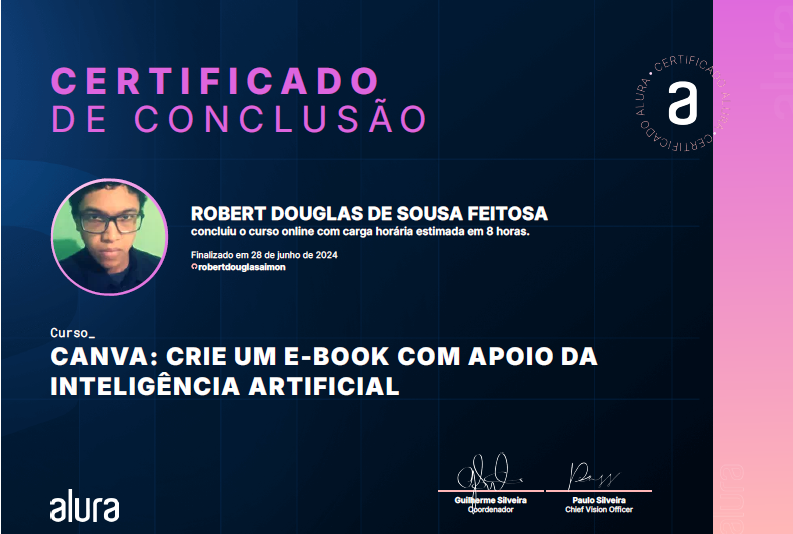 CERTIFICADO
DE CONCLUSÃO
CERTIFICADO ALURA • CERTIFICADO ALURA •
a
alura
ROBERT DOUGLAS DE SOUSA FEITOSA
concluiu o curso online com carga horária estimada em 8 horas.
Finalizado em 28 de junho de 2024
robertdouglasaimon
Curso_
CANVA: CRIE UM E-BOOK COM APOIO DA
INTELIGÊNCIA ARTIFICIAL
Guilherme Silveira
Coordenador
Paulo Silveira
Chief Vision Officer
alura
alura